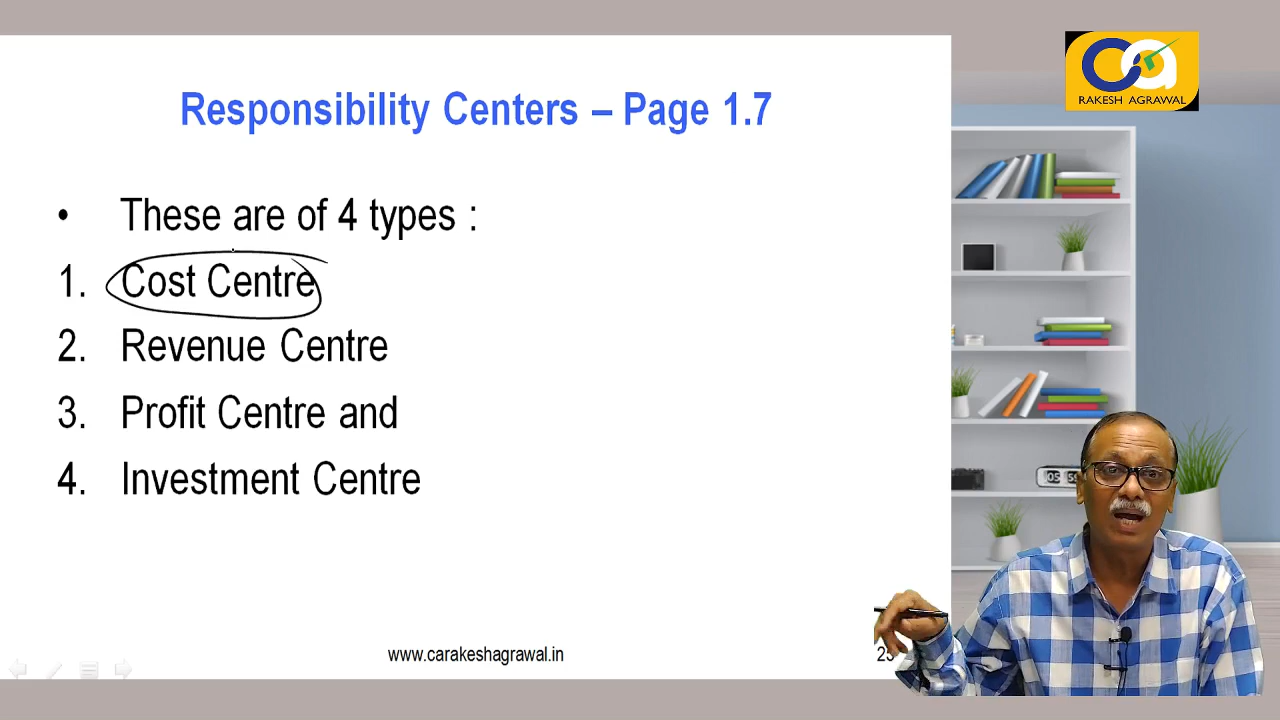 Responsibility Centers – Page 1.7
• These are of 4 types :
1. Cost Centre
2. Revenue Centre
3. Profit Centre and
4. Investment Centre
www.carakeshagrawal.in
ca
RAKESH AGRAWAL